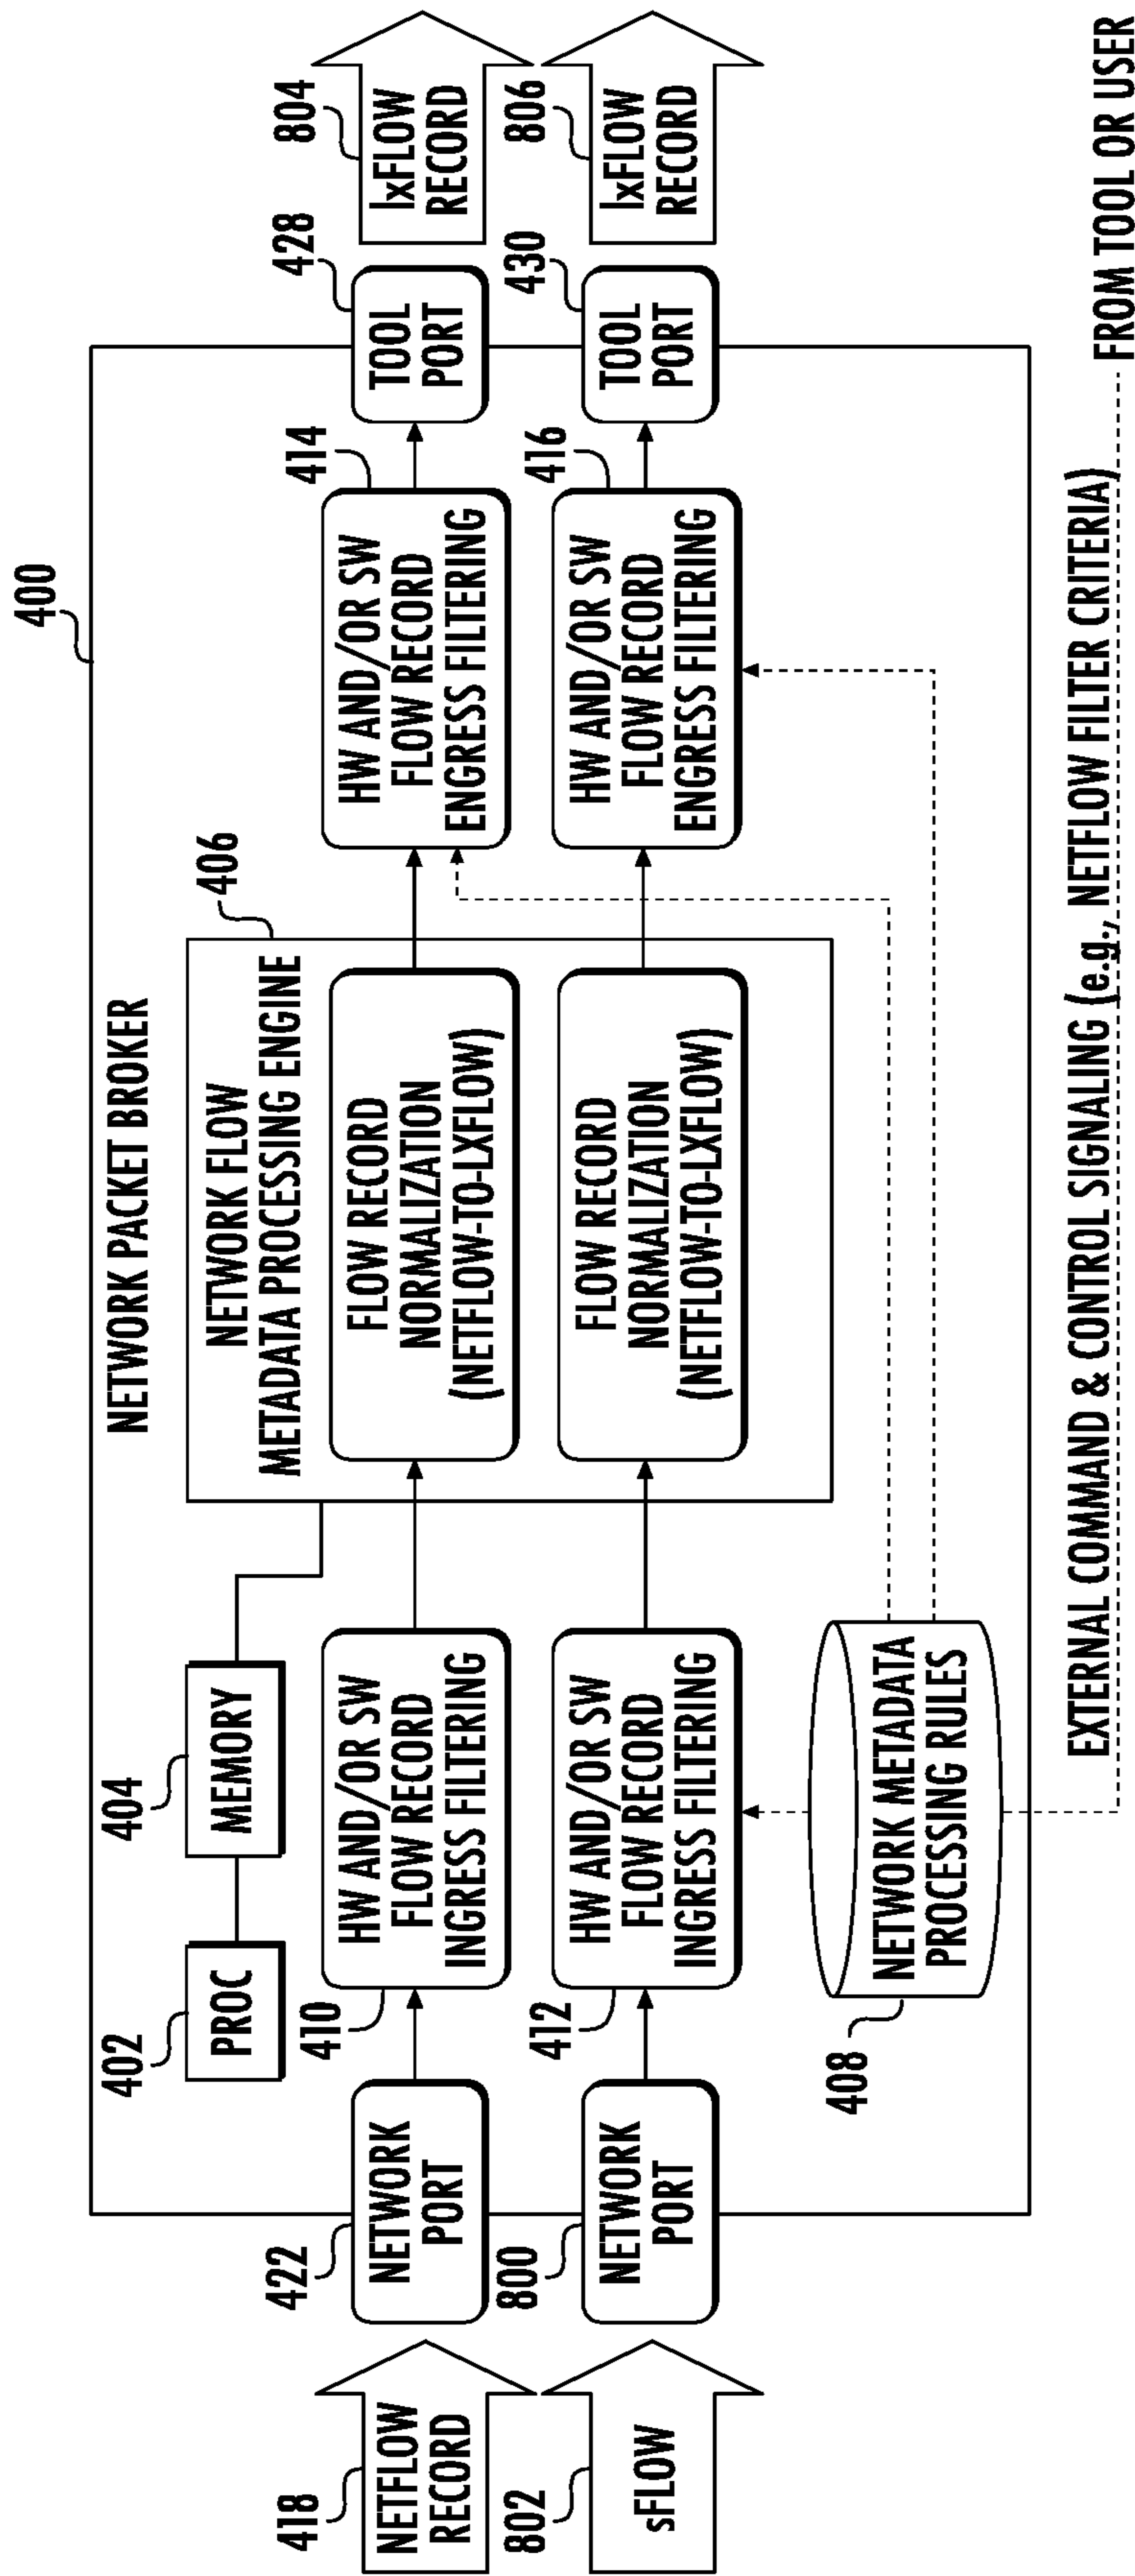 400
NETWORK PACKET BROKER
402
PROC
404
MEMORY
NETWORK FLOW
METADATA PROCESSING ENGINE
406
418
NETFLOW
RECORD
422
NETWORK
PORT
410
HW AND/OR SW
FLOW RECORD
INGRESS FILTERING
FLOW RECORD
NORMALIZATION
(NETFLOW-TO-LXFLOW)
414
HW AND/OR SW
FLOW RECORD
ENGRESS FILTERING
428
TOOL
PORT
804
IxFLOW
RECORD
802
sFLOW
800
NETWORK
PORT
412
HW AND/OR SW
FLOW RECORD
INGRESS FILTERING
FLOW RECORD
NORMALIZATION
(NETFLOW-TO-LXFLOW)
416
HW AND/OR SW
FLOW RECORD
ENGRESS FILTERING
430
TOOL
PORT
806
IxFLOW
RECORD
408
NETWORK METADATA
PROCESSING RULES
EXTERNAL COMMAND & CONTROL SIGNALING (e.g., NETFLOW FILTER CRITERIA)
FROM TOOL OR USER